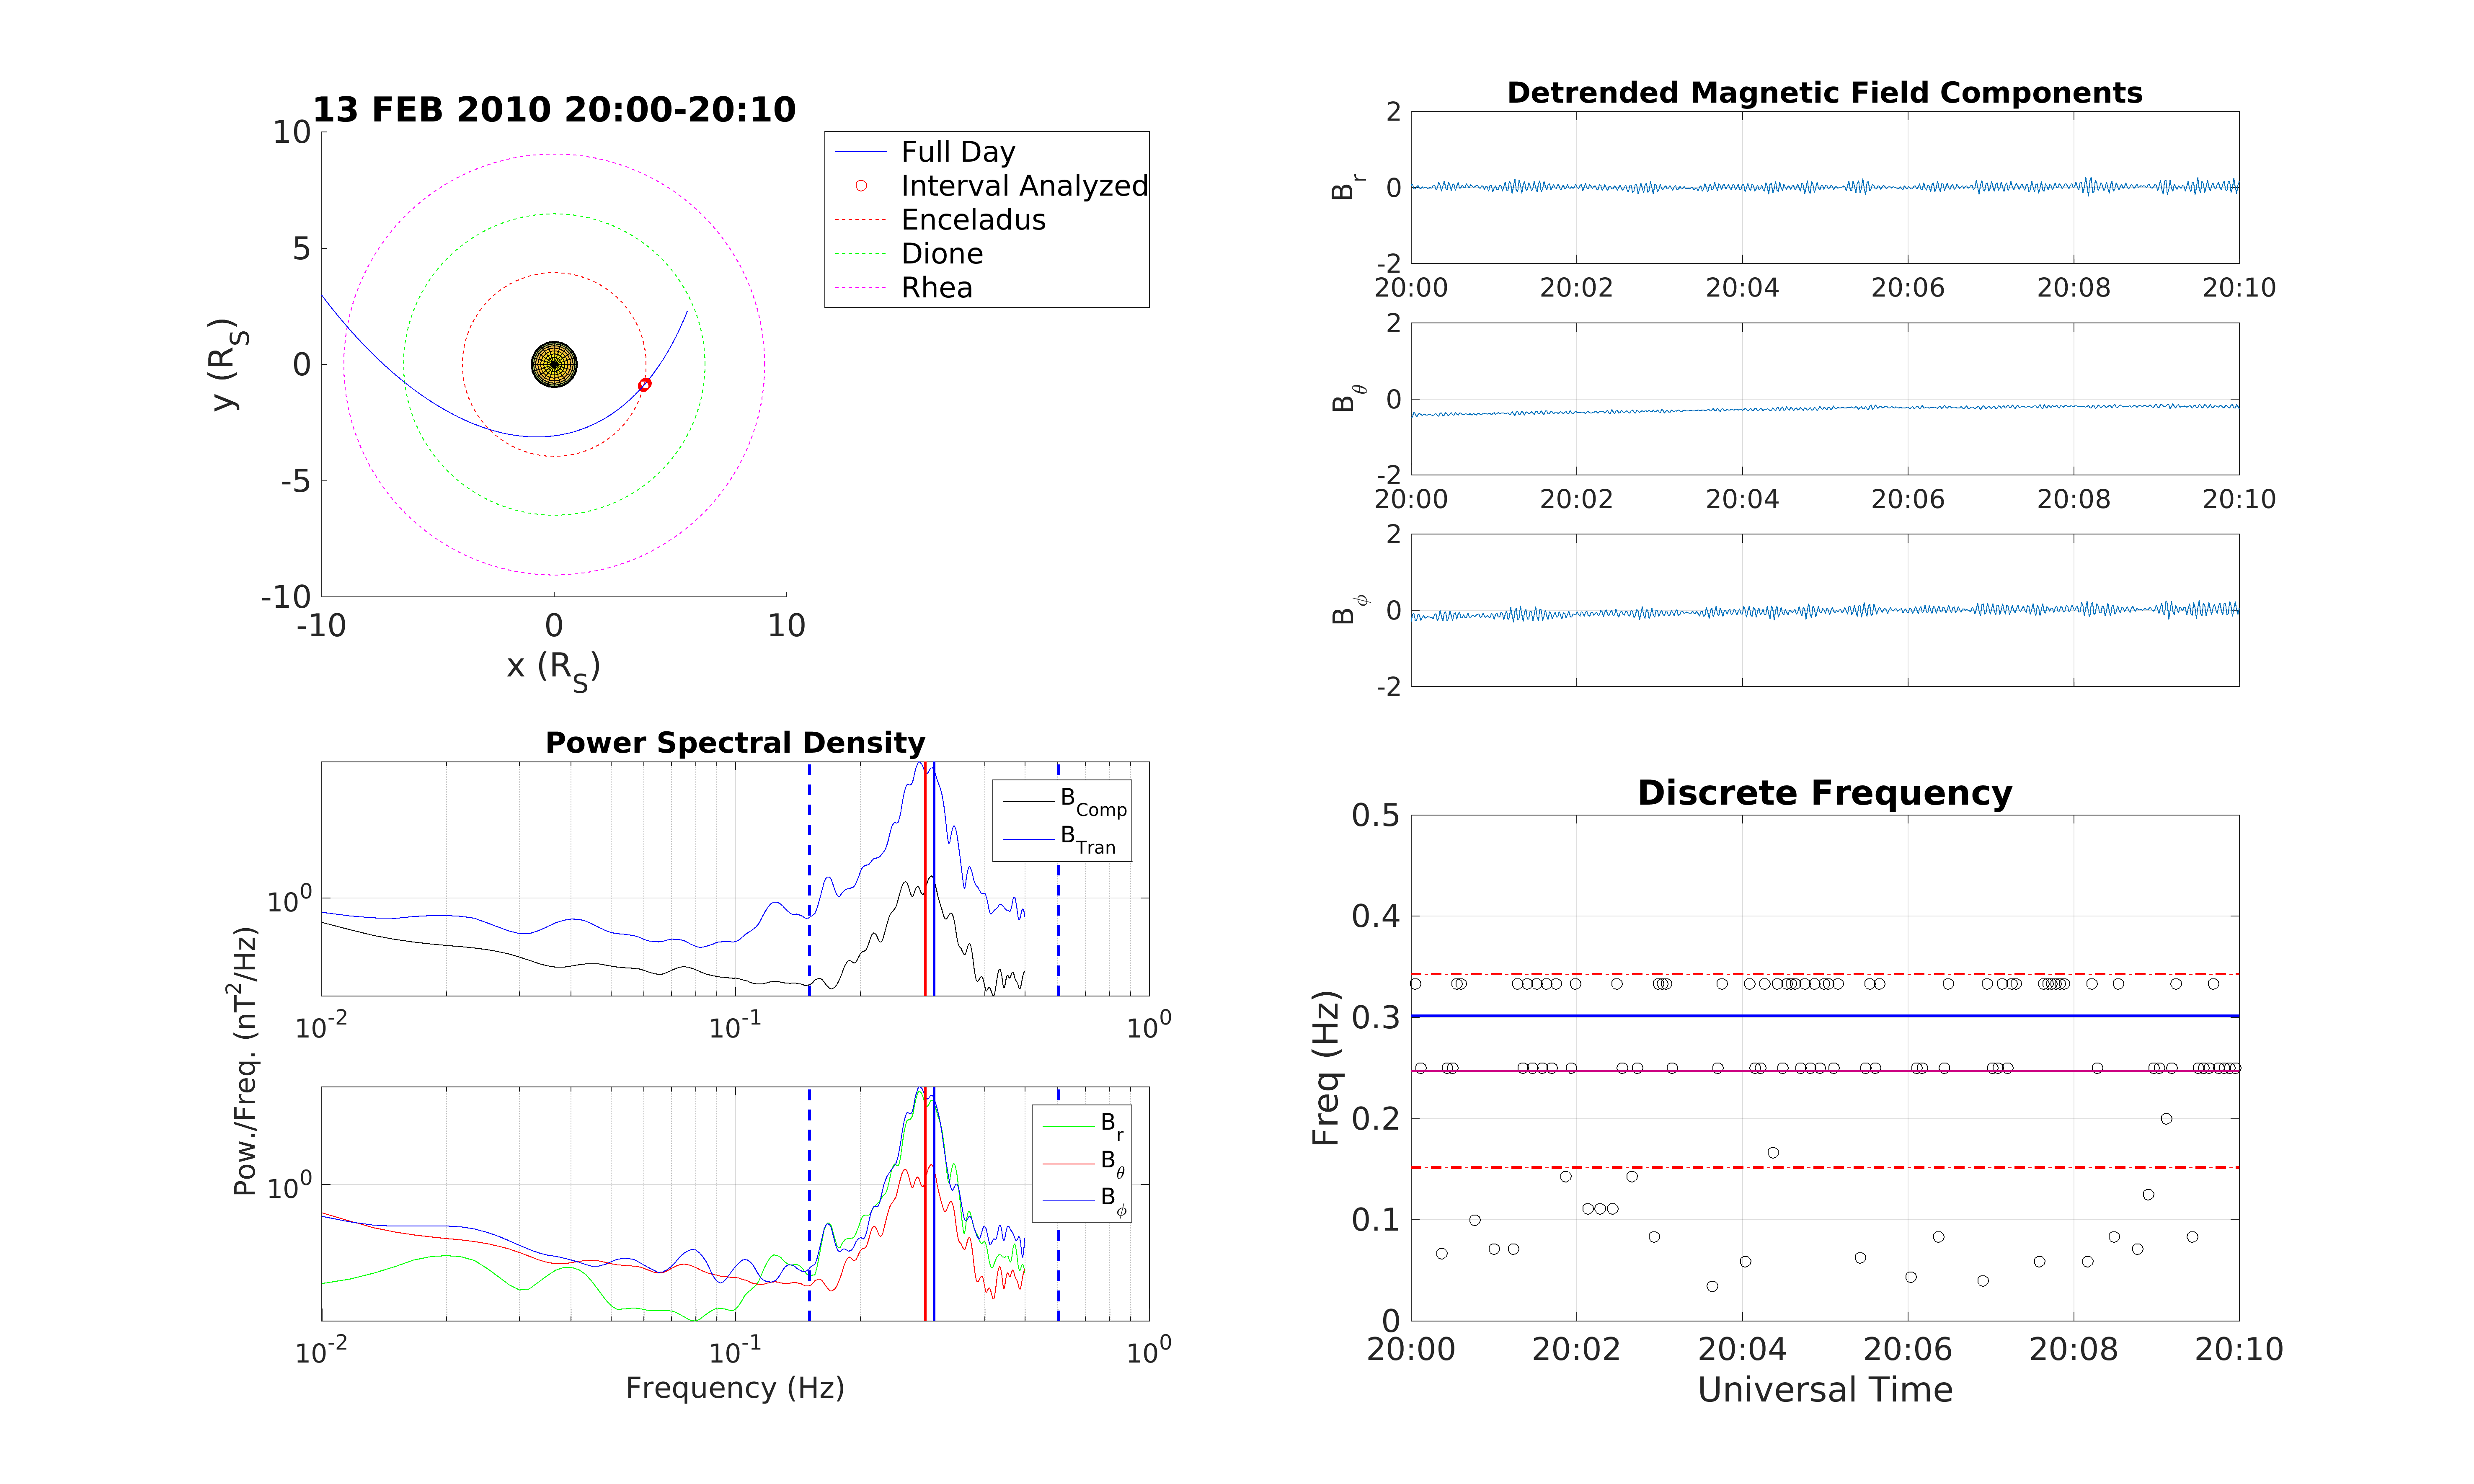 13 FEB 2010 20:00-20:10
10
5
0
-5
-10
y (R_S)
-10 0 10
x (R_S)
Full Day
Interval Analyzed
Enceladus
Dione
Rhea
Detrended Magnetic Field Components
2
0
-2
B_r
20:00 20:02 20:04 20:06 20:08 20:10
2
0
-2
B_θ
20:00 20:02 20:04 20:06 20:08 20:10
2
0
-2
B_ϕ
Power Spectral Density
10^0
B_Comp
B_Tran
10^-2 10^-1 10^0
Pow./Freq. (nT^2/Hz)
10^0
B_r
B_θ
B_ϕ
10^-2 10^-1 10^0
Frequency (Hz)
Discrete Frequency
0.5
0.4
0.3
0.2
0.1
0
Freq (Hz)
20:00 20:02 20:04 20:06 20:08 20:10
Universal Time